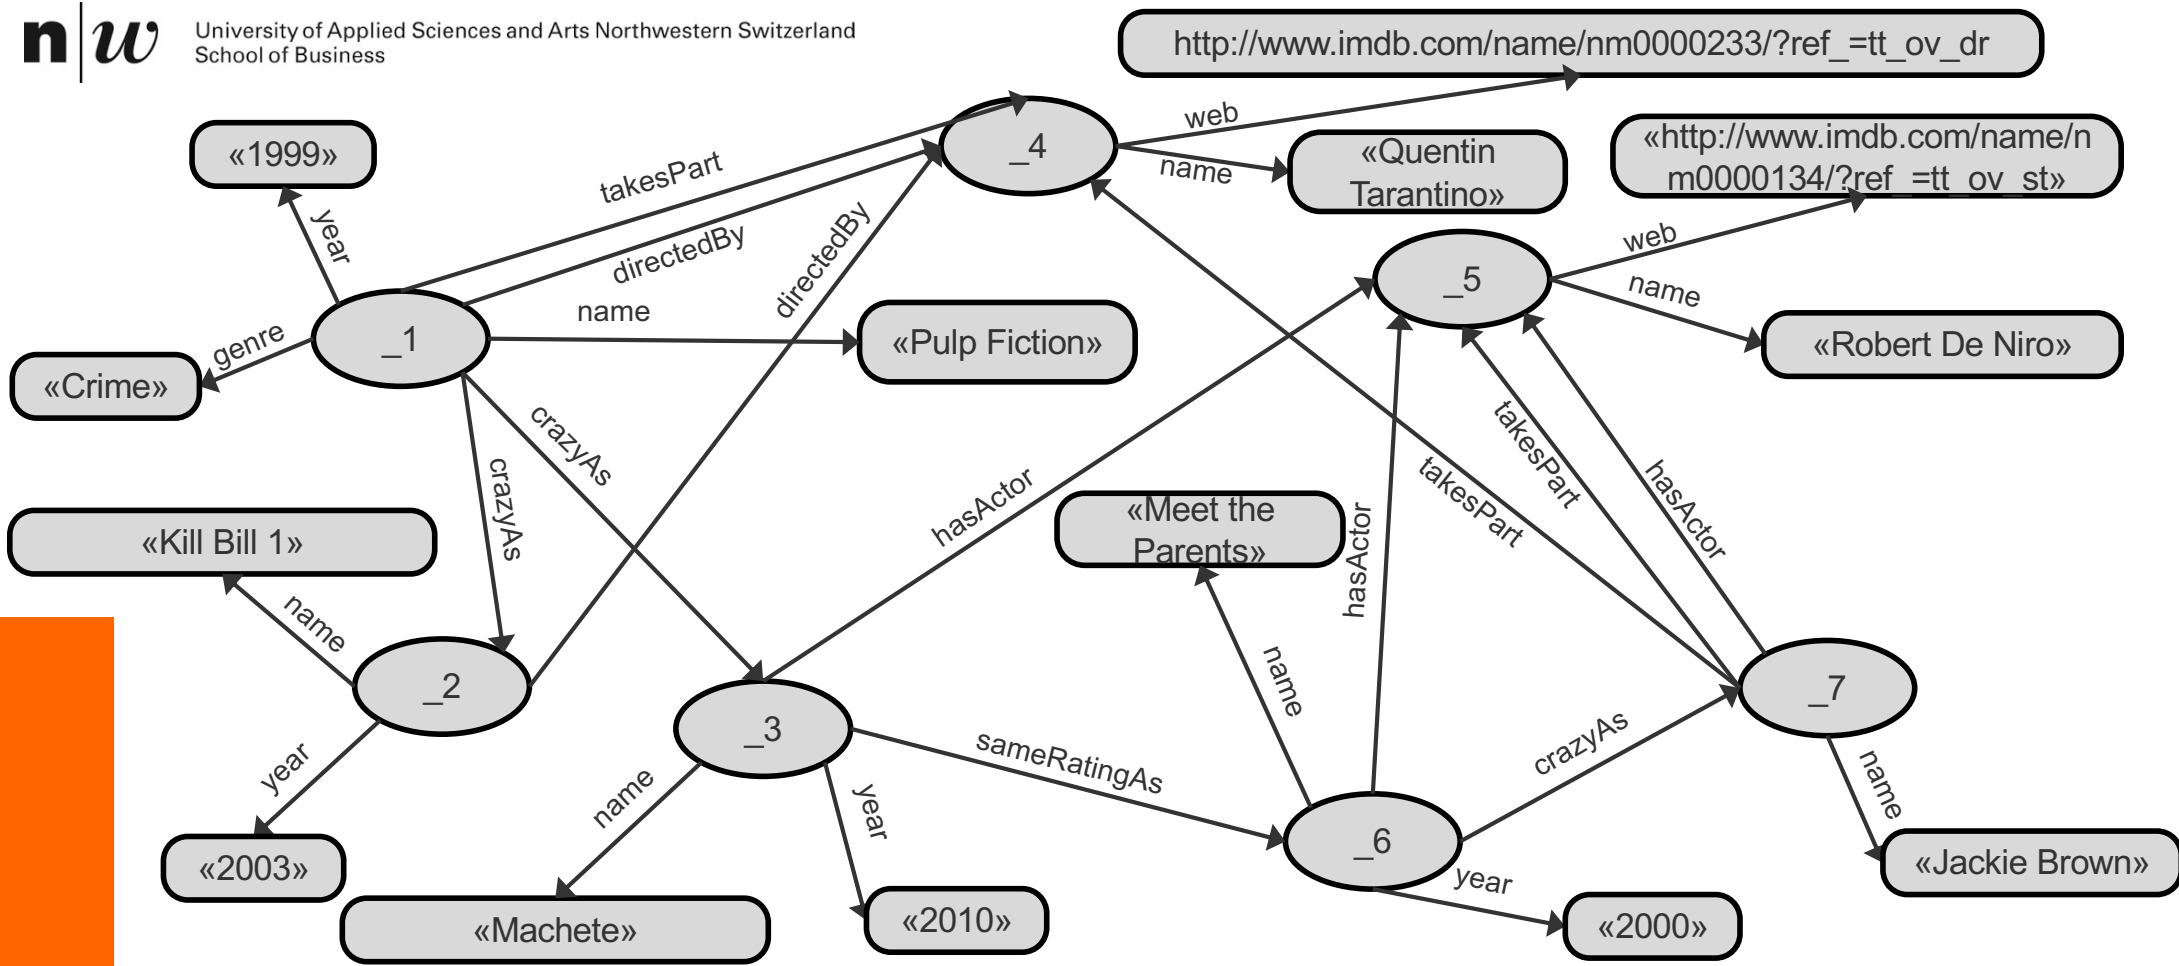 n w
University of Applied Sciences and Arts Northwestern Switzerland
School of Business
http://www.imdb.com/name/nm0000233/?ref_=tt_ov_dr
_4
web
name
«Quentin
Tarantino»
«http://www.imdb.com/name/n
m0000134/?ref_=tt_ov_st»
«1999»
year
takesPart
directedBy
directedBy
_5
web
name
«Robert De Niro»
_1
genre
«Crime»
name
«Pulp Fiction»
crazyAs
crazyAs
hasActor
«Meet the
Parents»
hasActor
takesPart
takesPart
hasActor
«Kill Bill 1»
name
_2
year
«2003»
_3
name
«Machete»
year
«2010»
sameRatingAs
name
_6
crazyAs
year
«2000»
_7
name
«Jackie Brown»